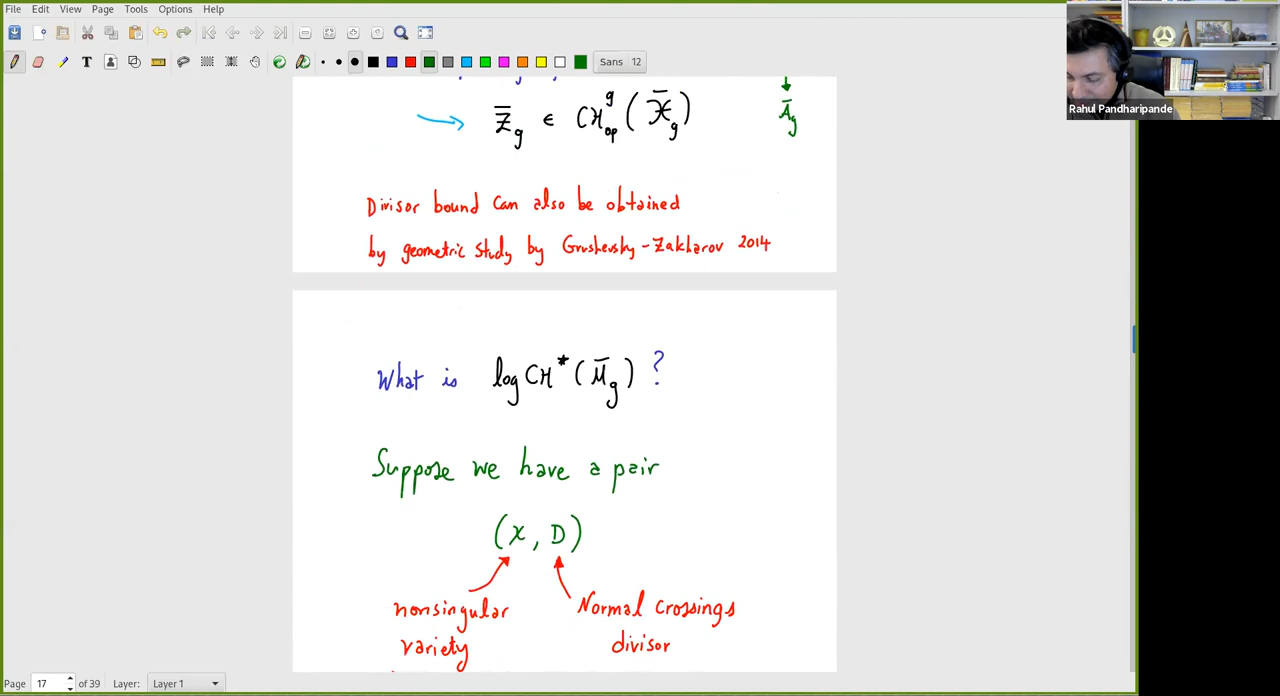 File Edit View Page Tools Options Help
Sans 12
Rahul Pandharipande
Z̄_g ∈ CH^g_op ( X̄_g )
Ā_g
Divisor bound can also be obtained
by geometric study by Grushevsky-Zakharov 2014
What is log CH* ( M̄_g ) ?
Suppose we have a pair
(X, D)
nonsingular variety
Normal crossings divisor
Page 17 of 39 Layer: Layer 1